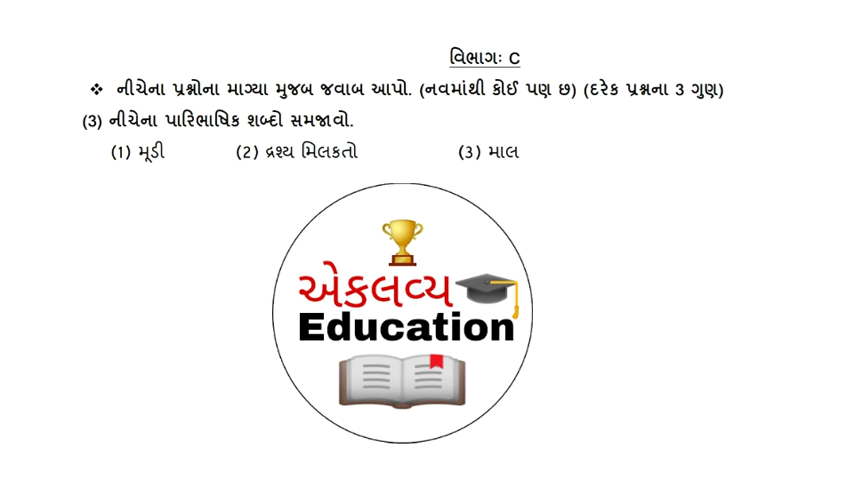 વિભાગઃ C
❖ નીચેના પ્રશ્નોના માગ્યા મુજબ જવાબ આપો. (નવમાંથી કોઈ પણ છ) (દરેક પ્રશ્નના 3 ગુણ)
(3) નીચેના પારિભાષિક શબ્દો સમજાવો.
(1) મૂડી (2) દ્રશ્ય મિલકતો (3) માલ
એકલવ્ય
Education